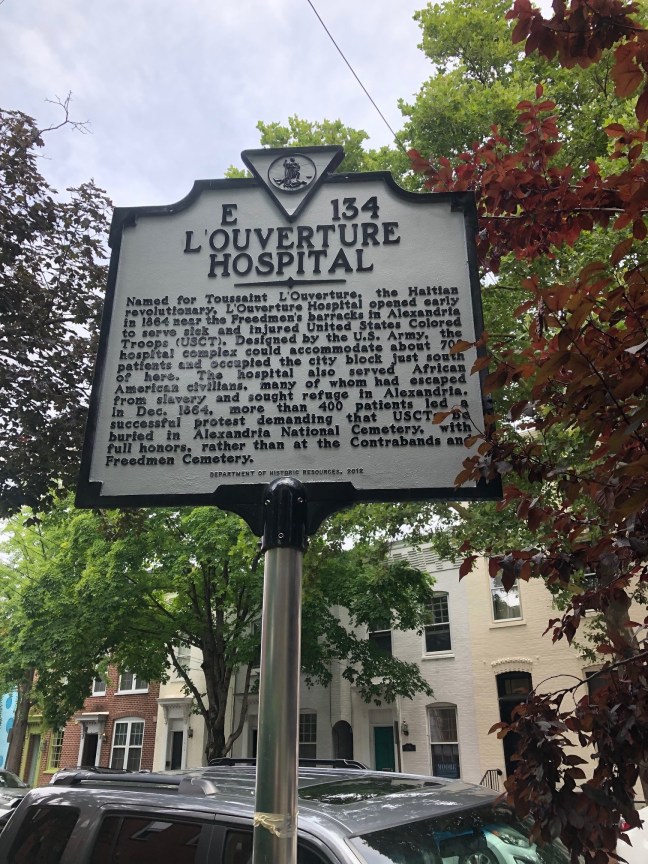 E 134
L'OUVERTURE
HOSPITAL
Named for Toussaint L'Ouverture, the Haitian
revolutionary, L'Ouverture Hospital opened early
in 1864 near the Freedmen's barracks in Alexandria
to serve sick and injured United States Colored
Troops (USCT). Designed by the U.S. Army, the
hospital complex could accommodate about 700
patients and occupied the city block just south
of here. The hospital also served African
American civilians, many of whom had escaped
from slavery and sought refuge in Alexandria.
In Dec. 1864, more than 400 patients led a
successful protest demanding that USCT be
buried in Alexandria National Cemetery, with
full honors, rather than at the Contrabands and
Freedmen Cemetery.
DEPARTMENT OF HISTORIC RESOURCES, 2012